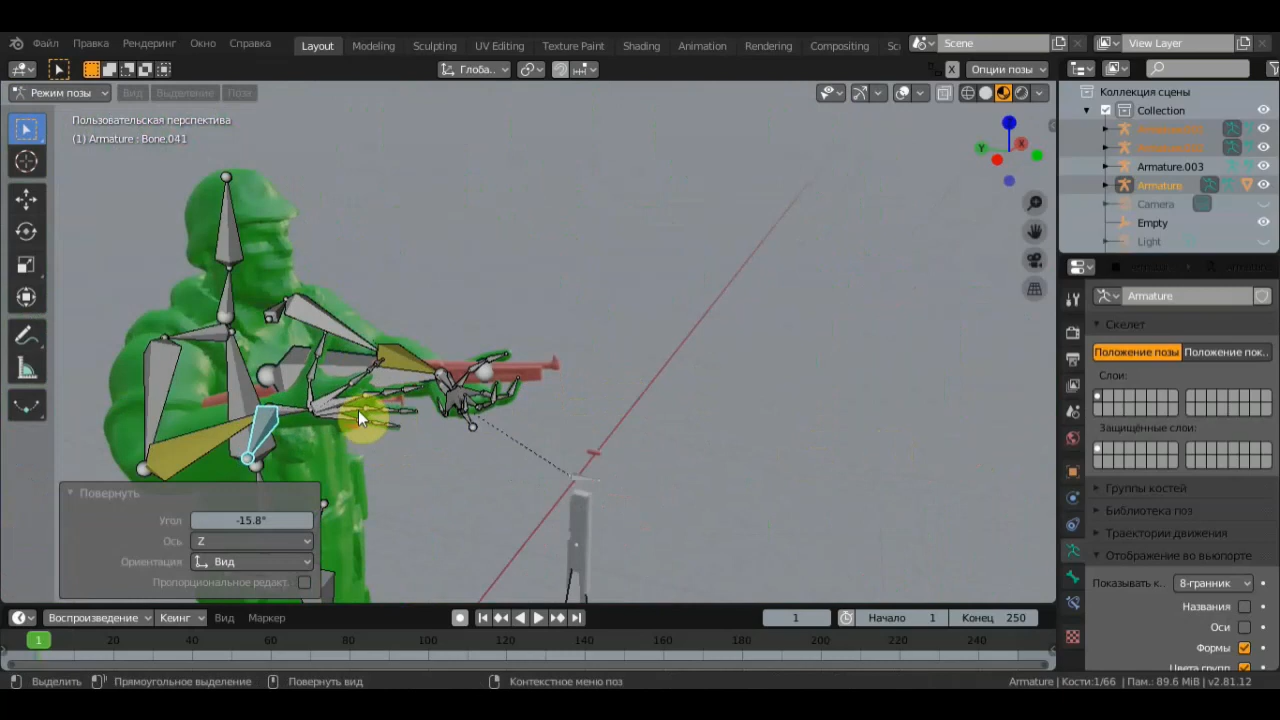 Файл Правка Рендеринг Окно Справка Layout Modeling Sculpting UV Editing Texture Paint Shading Animation Rendering Compositing Sc Scene View Layer
Глоба.. X Опции позы
Режим позы Вид Выделение Поза
Пользовательская перспектива
(1) Armature : Bone.041
Z
Y
X
Коллекция сцены
Collection
Armature.003
Armature
Camera
Empty
Light
Armature
Скелет
Положение позы Положение пок..
Слои:
Защищённые слои:
Группы костей
Библиотека поз
Траектории движения
Отображение во вьюпорте
Показывать к.. 8-гранник
Названия
Оси
Формы
Цвета групп
Повернуть
Угол -15.8°
Ось Z
Ориентация Вид
Пропорциональное редакт.
Воспроизведение Кеинг Вид Маркер 1 Начало 1 Конец 250
1 20 40 60 80 100 120 140 160 180 200 220 240
Выделить Прямоугольное выделение Повернуть вид Контекстное меню поз Armature | Кости:1/66 | Пам.: 89.6 MiB | v2.81.12